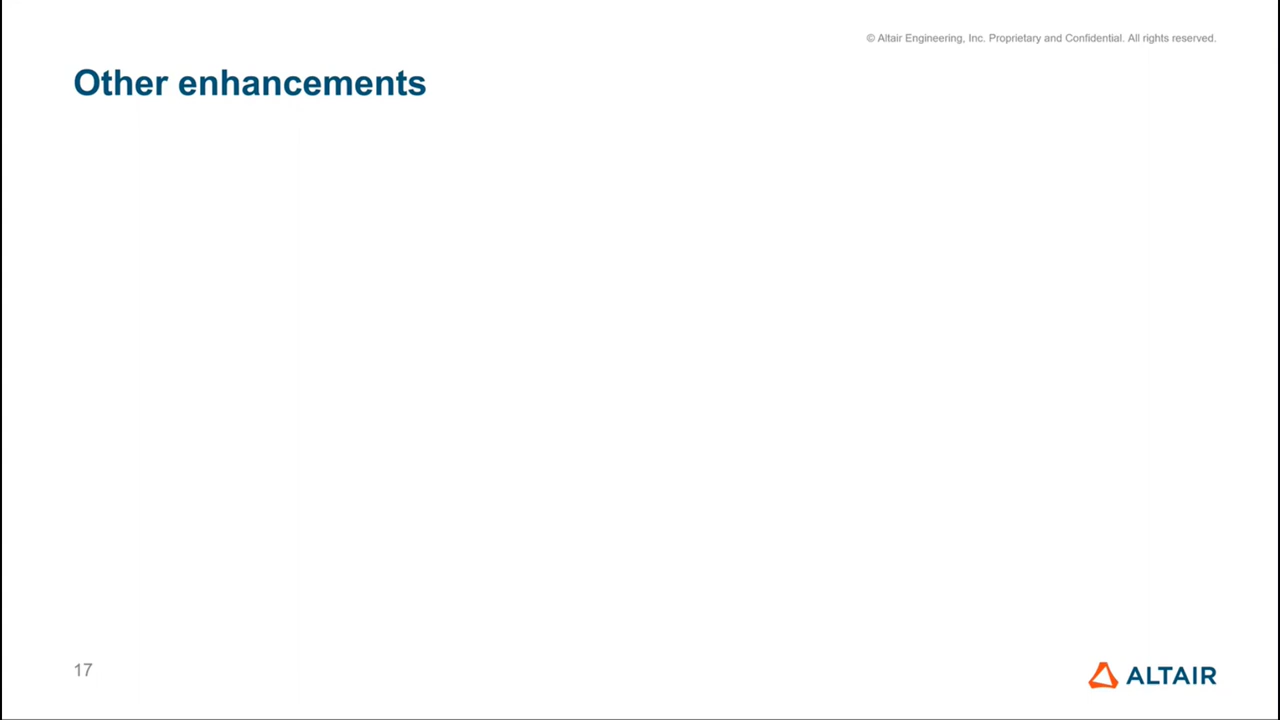 © Altair Engineering, Inc. Proprietary and Confidential. All rights reserved.
Other enhancements
17
ALTAIR